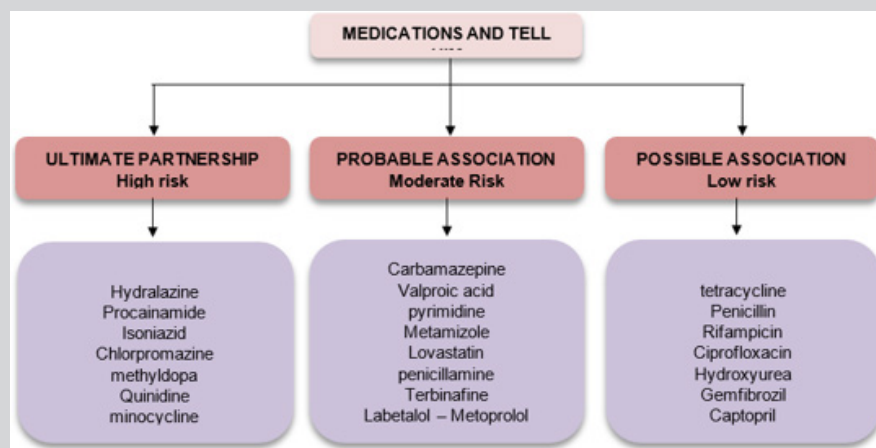 MEDICATIONS AND TELL
ULTIMATE PARTNERSHIP
High risk
PROBABLE ASSOCIATION
Moderate Risk
POSSIBLE ASSOCIATION
Low risk
Hydralazine
Procainamide
Isoniazid
Chlorpromazine
methyldopa
Quinidine
minocycline
Carbamazepine
Valproic acid
pyrimidine
Metamizole
Lovastatin
penicillamine
Terbinafine
Labetalol – Metoprolol
tetracycline
Penicillin
Rifampicin
Ciprofloxacin
Hydroxyurea
Gemfibrozil
Captopril